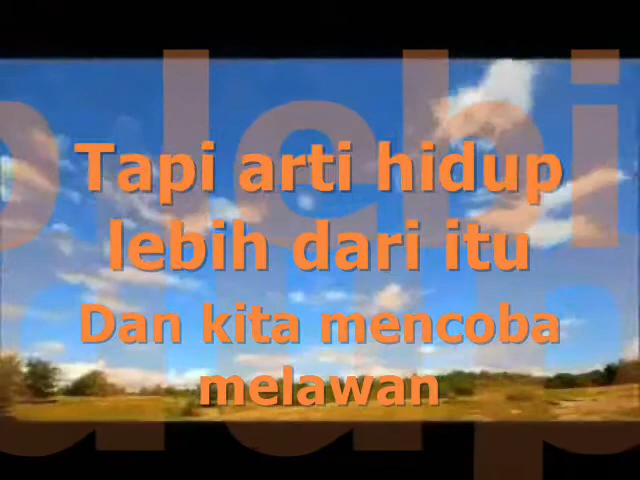 Tapi arti hidup
lebih dari itu
Dan kita mencoba
melawan